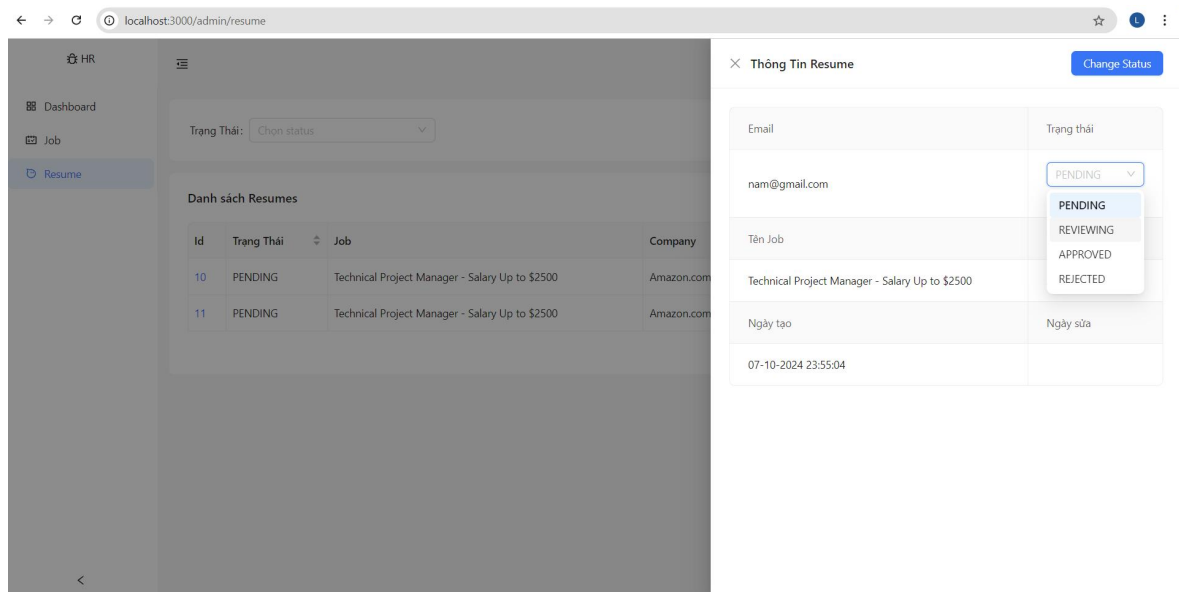 localhost:3000/admin/resume
L
HR
Dashboard
Job
Resume
Trạng Thái: Chọn status
Danh sách Resumes
Id Trạng Thái Job Company
10 PENDING Technical Project Manager - Salary Up to $2500 Amazon.com
11 PENDING Technical Project Manager - Salary Up to $2500 Amazon.com
Thông Tin Resume Change Status
Email Trạng thái
nam@gmail.com PENDING
PENDING
REVIEWING
APPROVED
REJECTED
Tên Job
Technical Project Manager - Salary Up to $2500
Ngày tạo Ngày sửa
07-10-2024 23:55:04